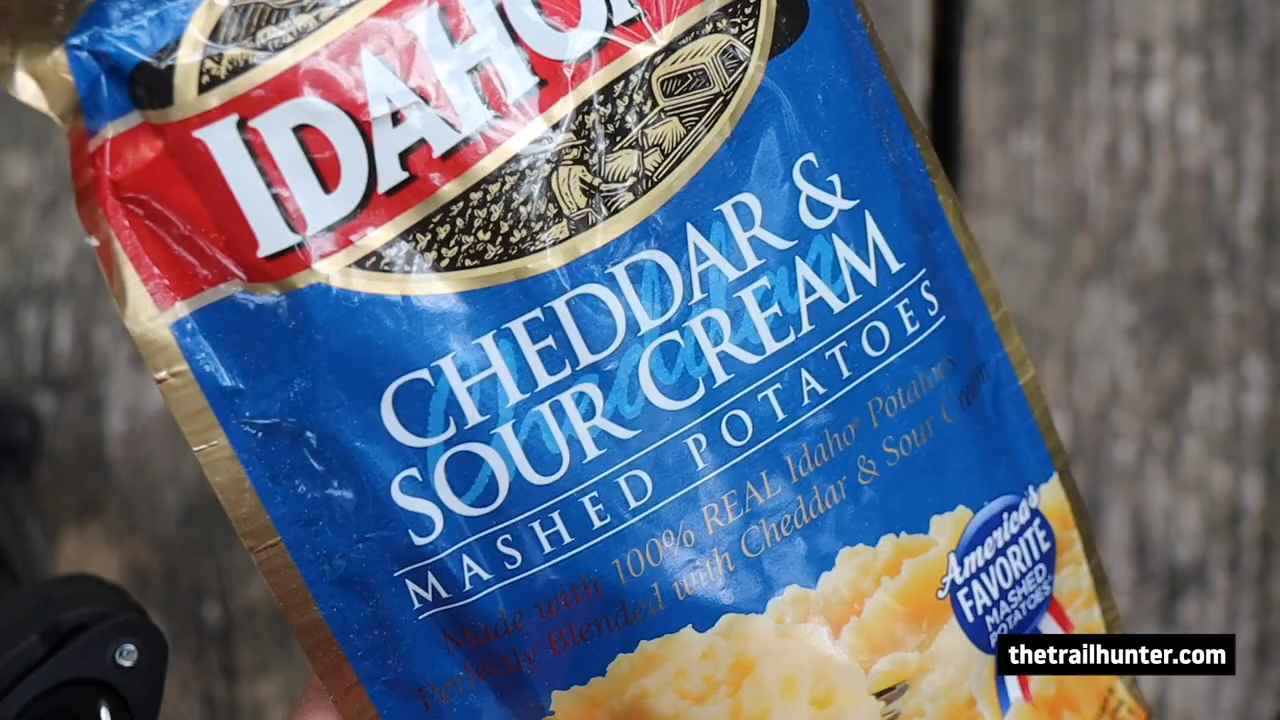 IDAHO
CHEDDAR &
SOUR CREAM
MASHED POTATOES
Made with 100% REAL Idaho® Potatoes
Perfectly Blended with Cheddar & Sour Cream
America's
FAVORITE
MASHED
POTATOES
thetrailhunter.com